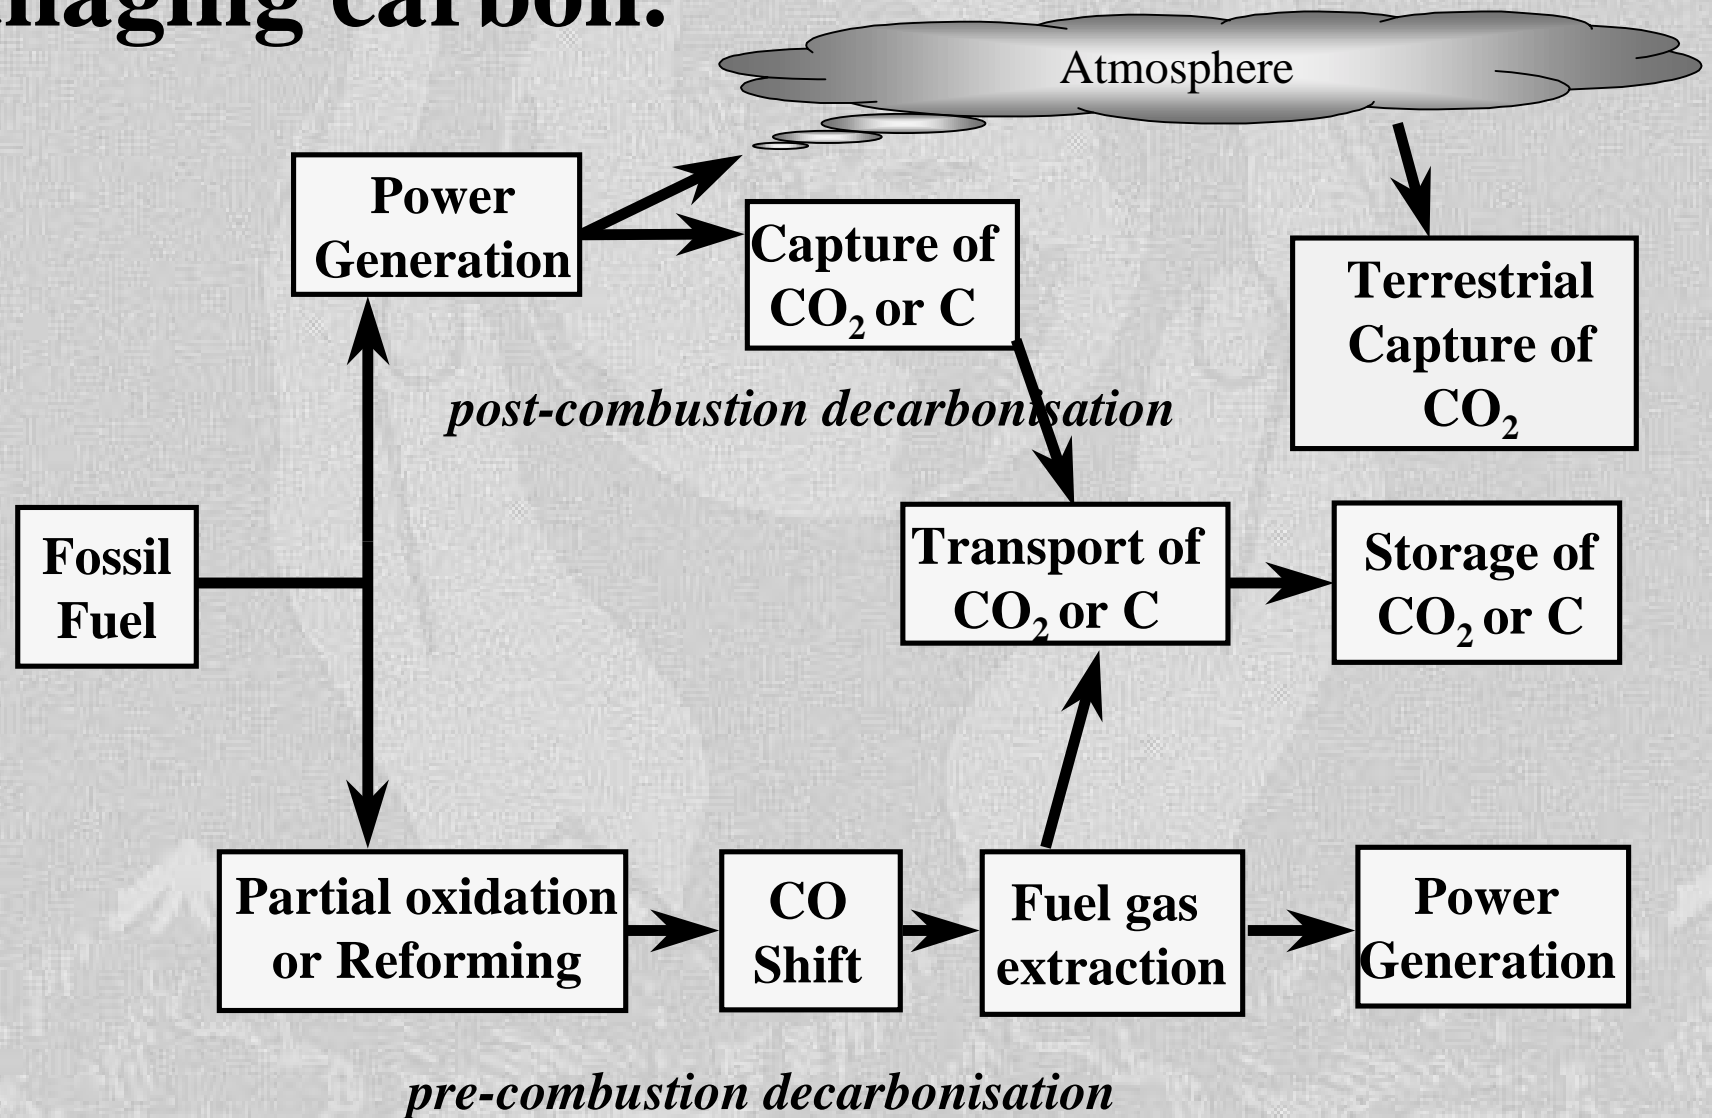 carbon.
Atmosphere
Power
Generation
Capture of
CO₂ or C
Terrestrial
Capture of
CO₂
post-combustion decarbonisation
Fossil
Fuel
Transport of
CO₂ or C
Storage of
CO₂ or C
Partial oxidation
or Reforming
CO
Shift
Fuel gas
extraction
Power
Generation
pre-combustion decarbonisation